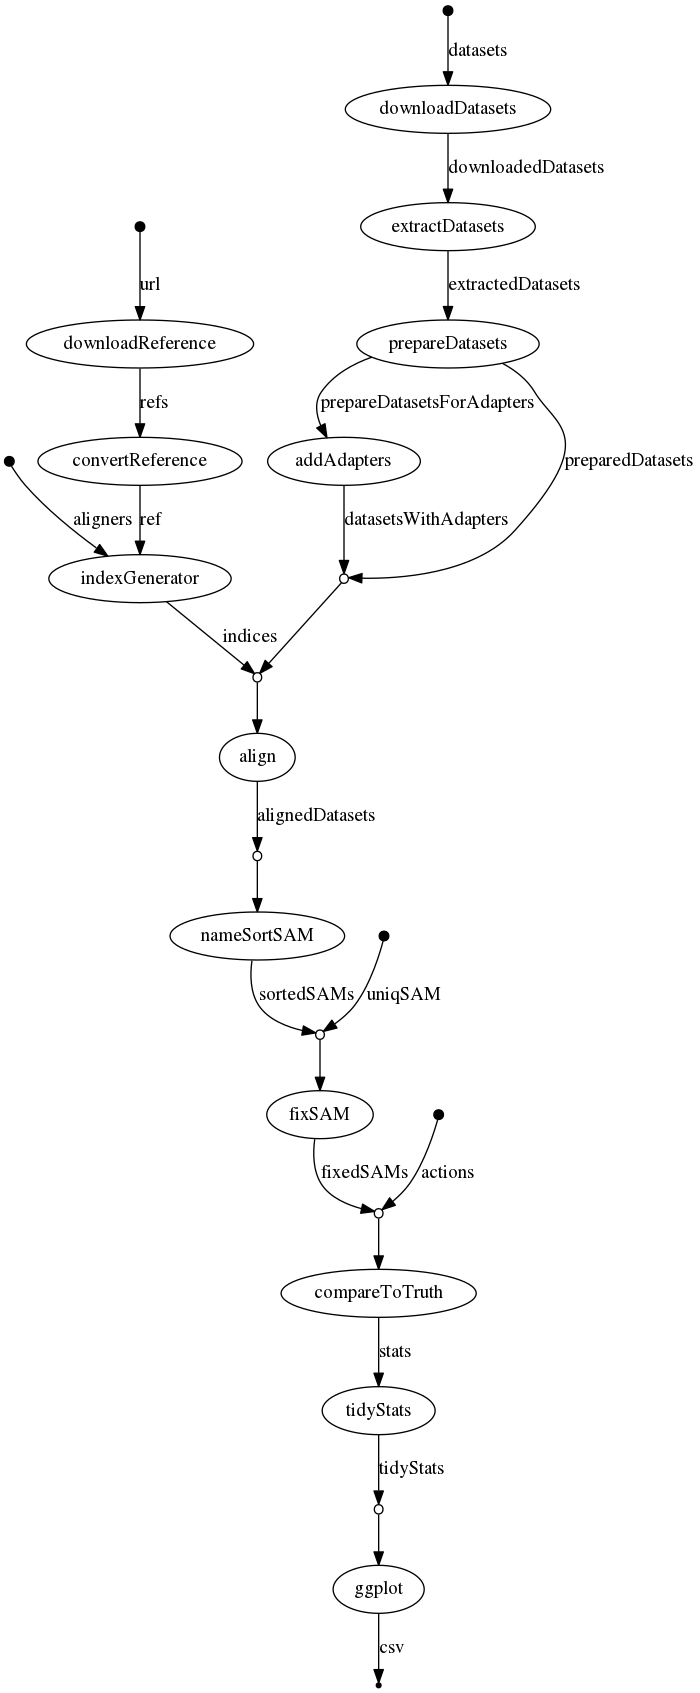 datasets
downloadDatasets
downloadedDatasets
extractDatasets
url
extractedDatasets
downloadReference
prepareDatasets
refs
prepareDatasetsForAdapters
convertReference
addAdapters
preparedDatasets
aligners
ref
datasetsWithAdapters
indexGenerator
indices
align
alignedDatasets
nameSortSAM
sortedSAMs
uniqSAM
fixSAM
fixedSAMs
actions
compareToTruth
stats
tidyStats
tidyStats
ggplot
csv